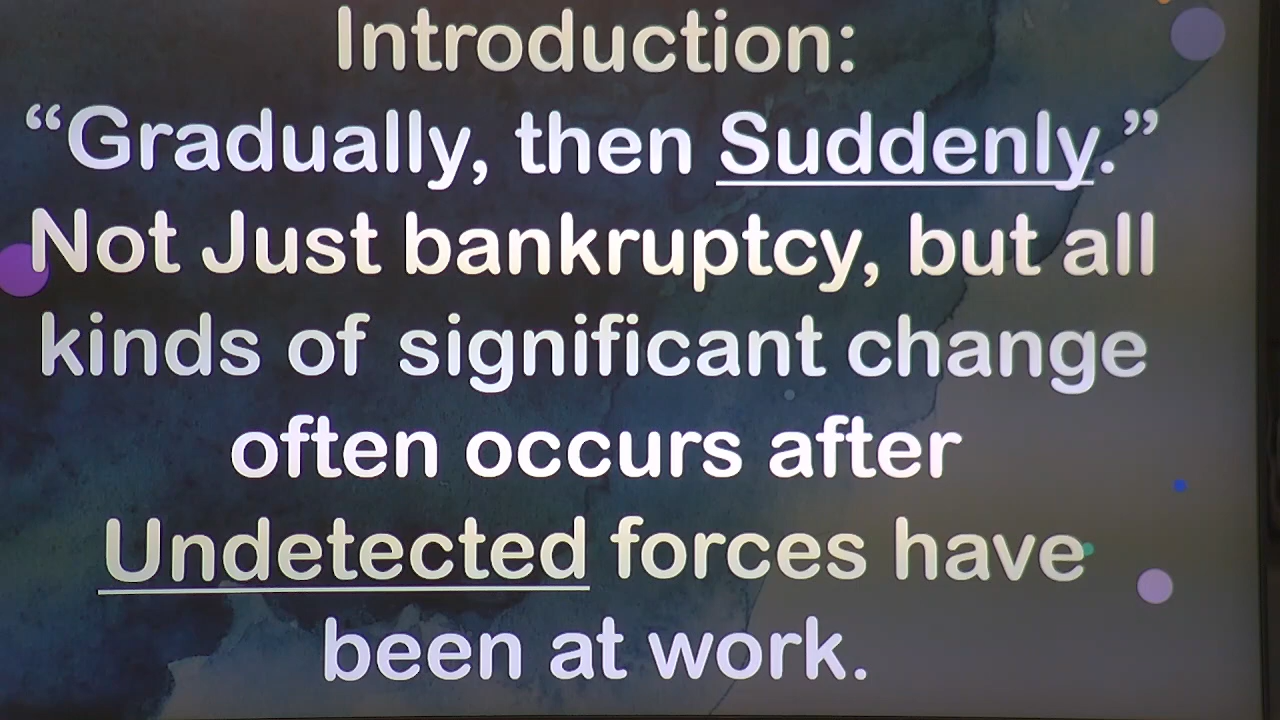 Introduction:
“Gradually, then Suddenly.”
Not Just bankruptcy, but all
kinds of significant change
often occurs after
Undetected forces have
been at work.